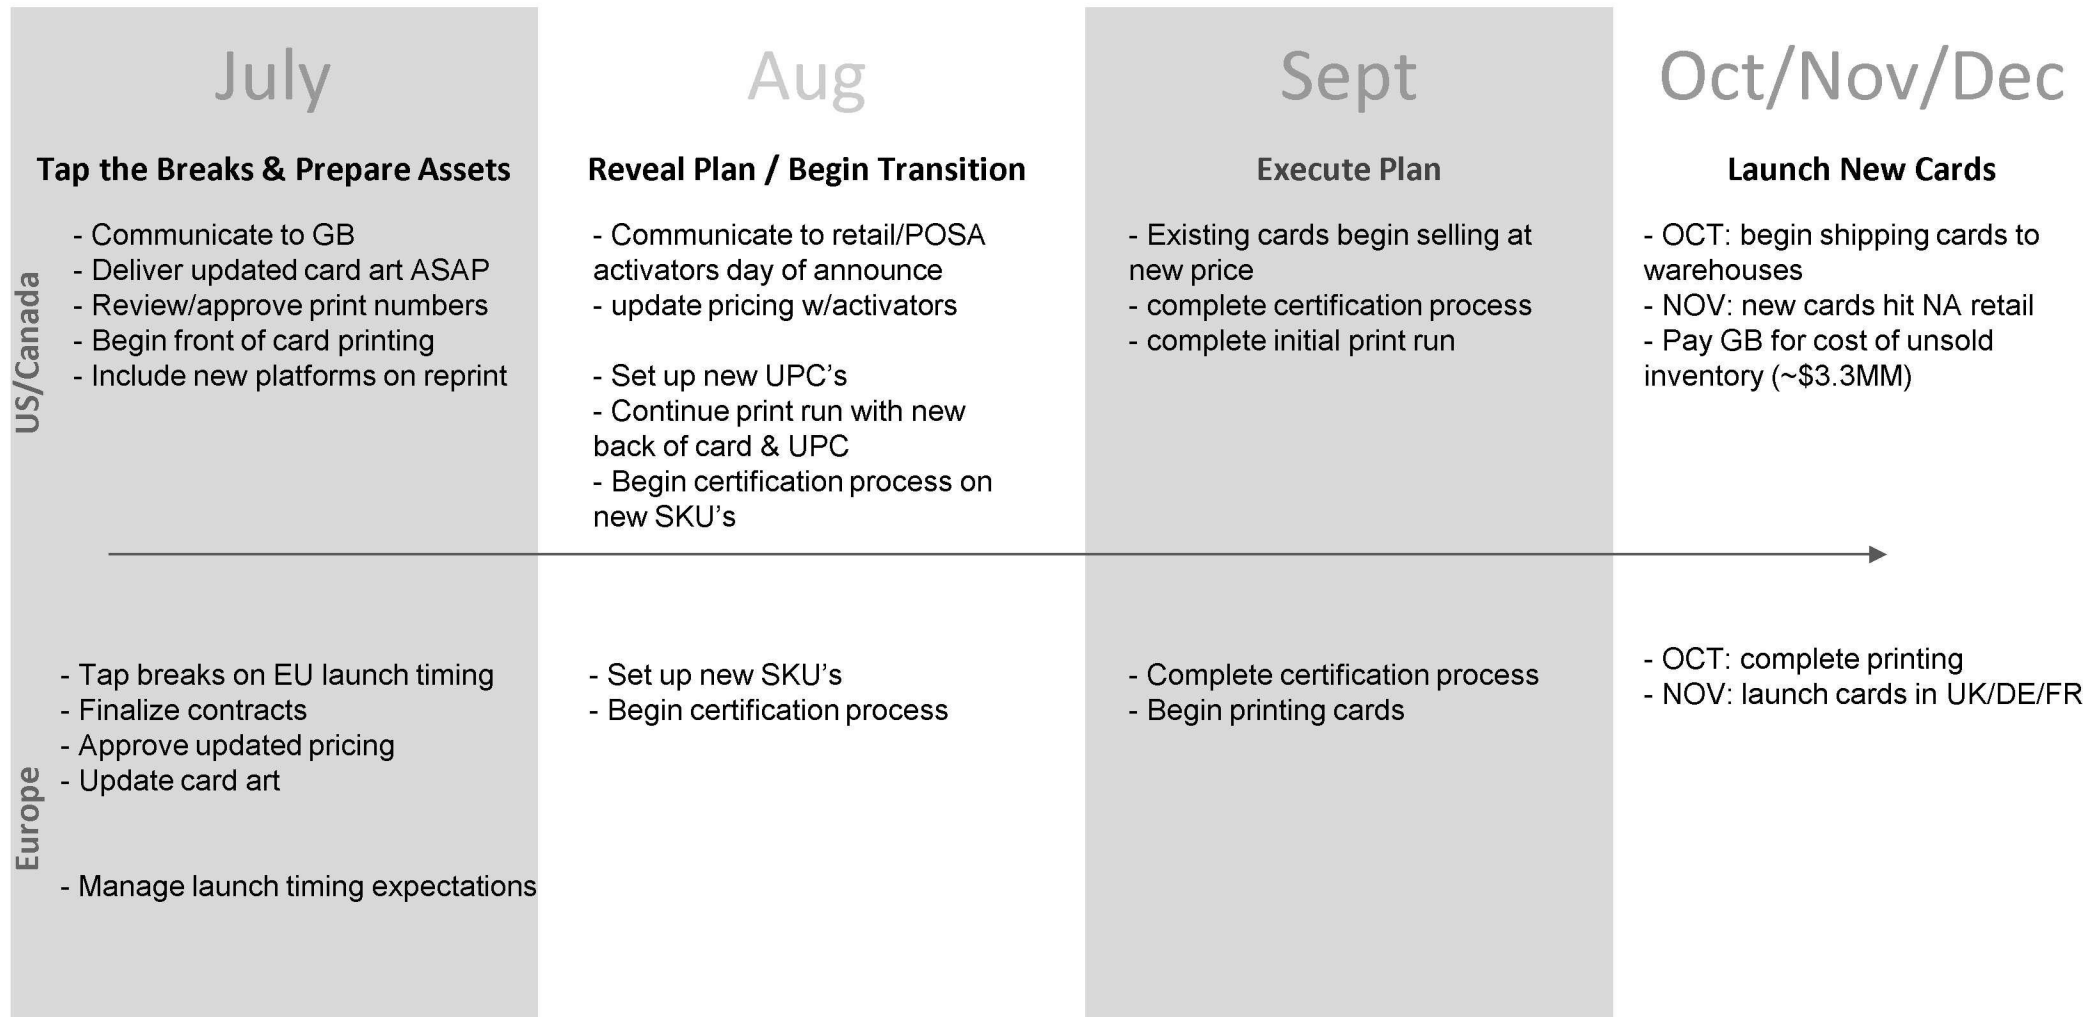 July
Tap the Breaks & Prepare Assets
US/Canada
- Communicate to GB
- Deliver updated card art ASAP
- Review/approve print numbers
- Begin front of card printing
- Include new platforms on reprint
Aug
Reveal Plan / Begin Transition
- Communicate to retail/POSA
activators day of announce
- update pricing w/activators
- Set up new UPC’s
- Continue print run with new
back of card & UPC
- Begin certification process on
new SKU’s
Sept
Execute Plan
- Existing cards begin selling at
new price
- complete certification process
- complete initial print run
Oct/Nov/Dec
Launch New Cards
- OCT: begin shipping cards to
warehouses
- NOV: new cards hit NA retail
- Pay GB for cost of unsold
inventory (~$3.3MM)
Europe
- Tap breaks on EU launch timing
- Finalize contracts
- Approve updated pricing
- Update card art
- Manage launch timing expectations
- Set up new SKU’s
- Begin certification process
- Complete certification process
- Begin printing cards
- OCT: complete printing
- NOV: launch cards in UK/DE/FR